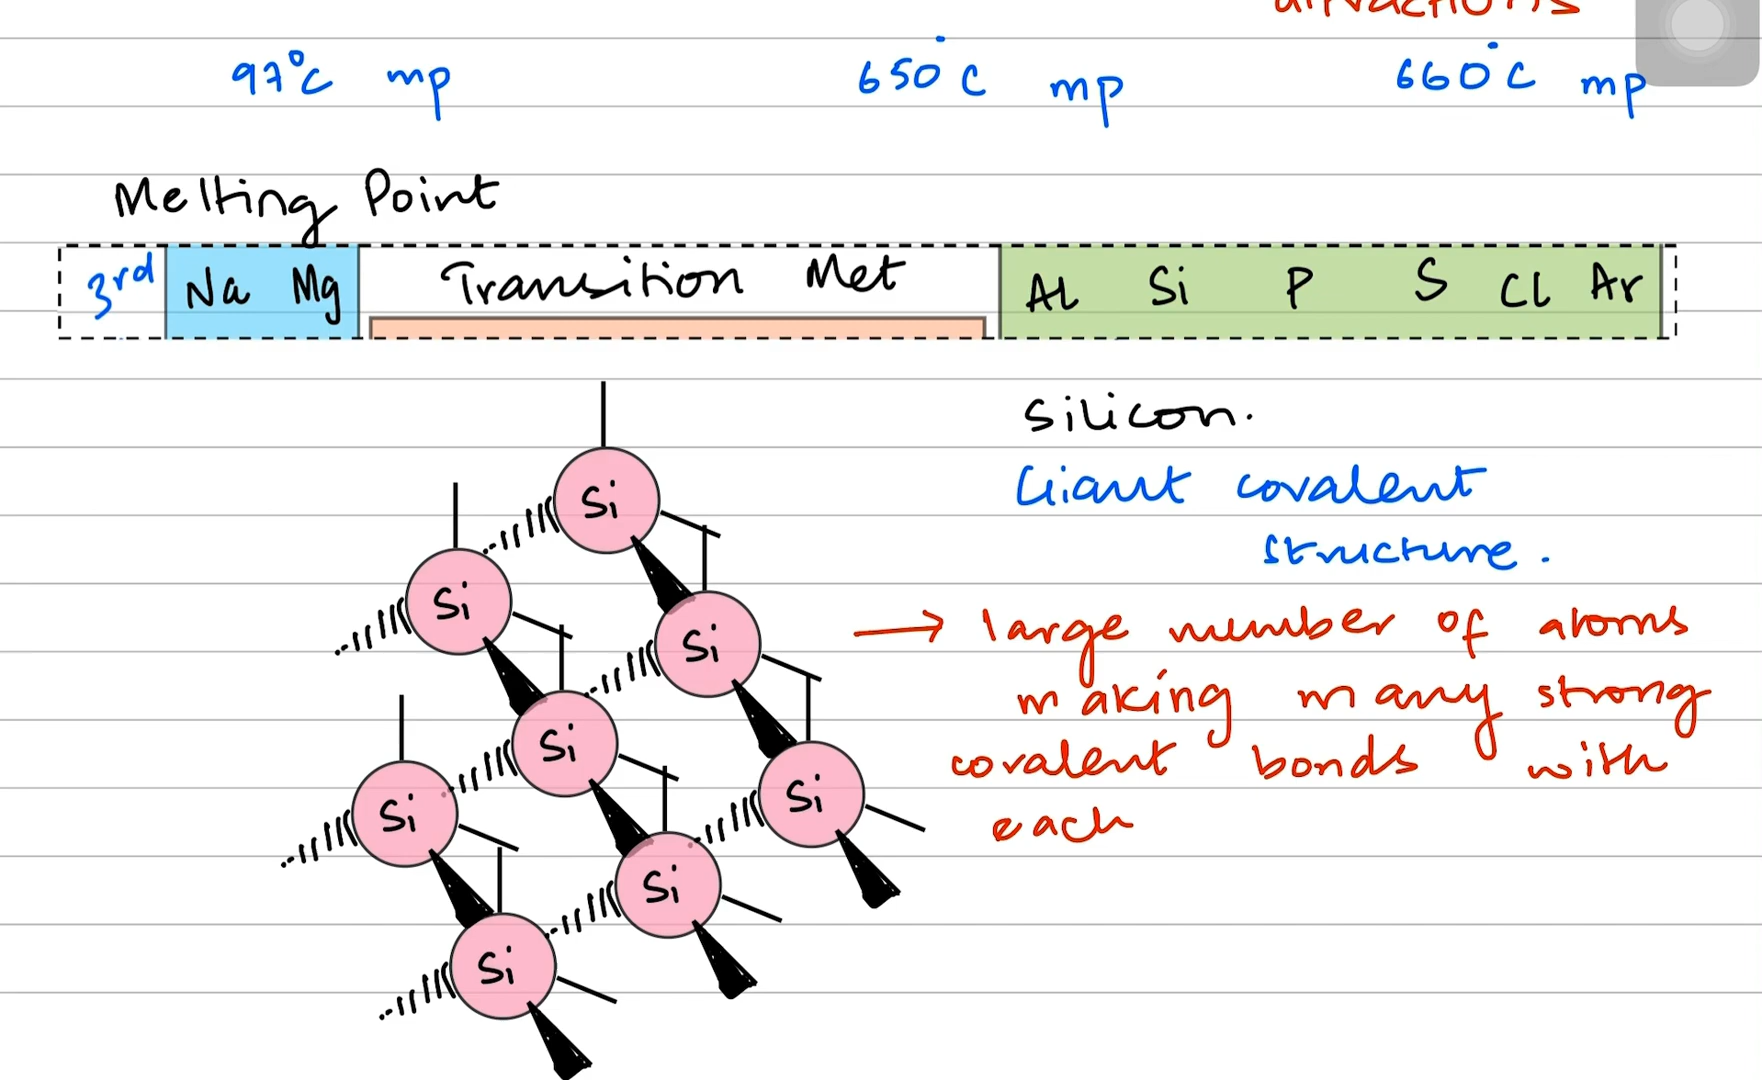 attractions
97°C mp 650°C mp 660°C mp
Melting Point
3rd Na Mg Transition Met Al Si P S Cl Ar
Silicon.
Giant covalent
structure.
→ large number of atoms
making many strong
covalent bonds with
each
Si
Si
Si
Si
Si
Si
Si
Si